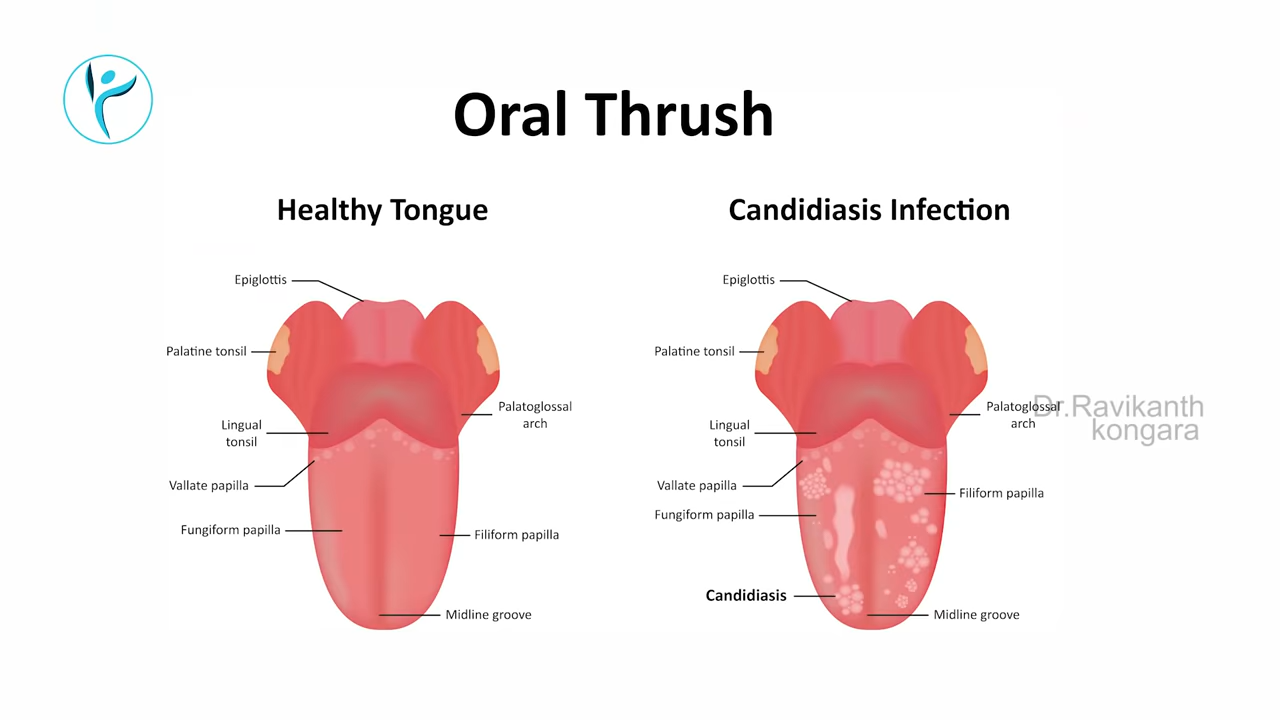 Oral Thrush
Healthy Tongue
Epiglottis
Palatine tonsil
Palatoglossal
arch
Lingual
tonsil
Vallate papilla
Fungiform papilla
Filiform papilla
Midline groove
Candidiasis Infection
Epiglottis
Palatine tonsil
Palatoglossal
arch
Lingual
tonsil
Vallate papilla
Filiform papilla
Fungiform papilla
Candidiasis
Midline groove
Dr.Ravikanth
kongara